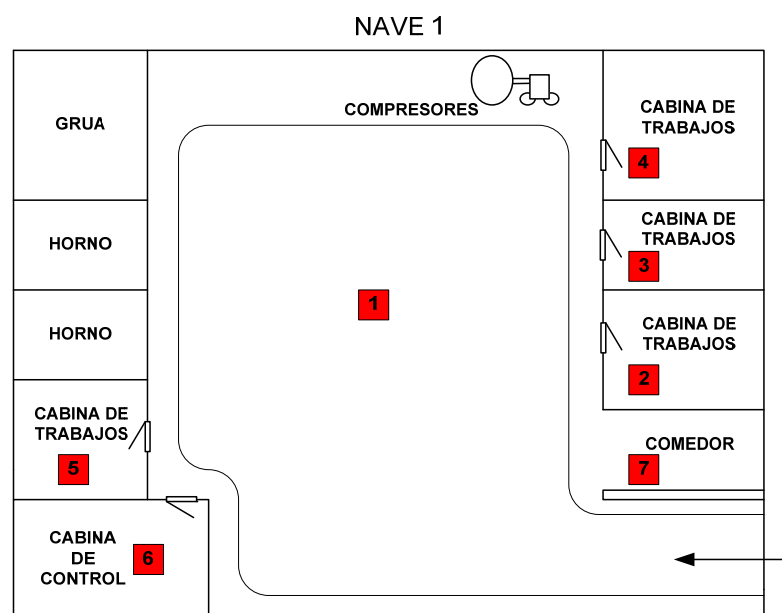 NAVE 1
COMPRESORES
GRUA
HORNO
HORNO
CABINA DE
TRABAJOS
5
CABINA
DE
CONTROL
6
1
CABINA DE
TRABAJOS
4
CABINA DE
TRABAJOS
3
CABINA DE
TRABAJOS
2
COMEDOR
7